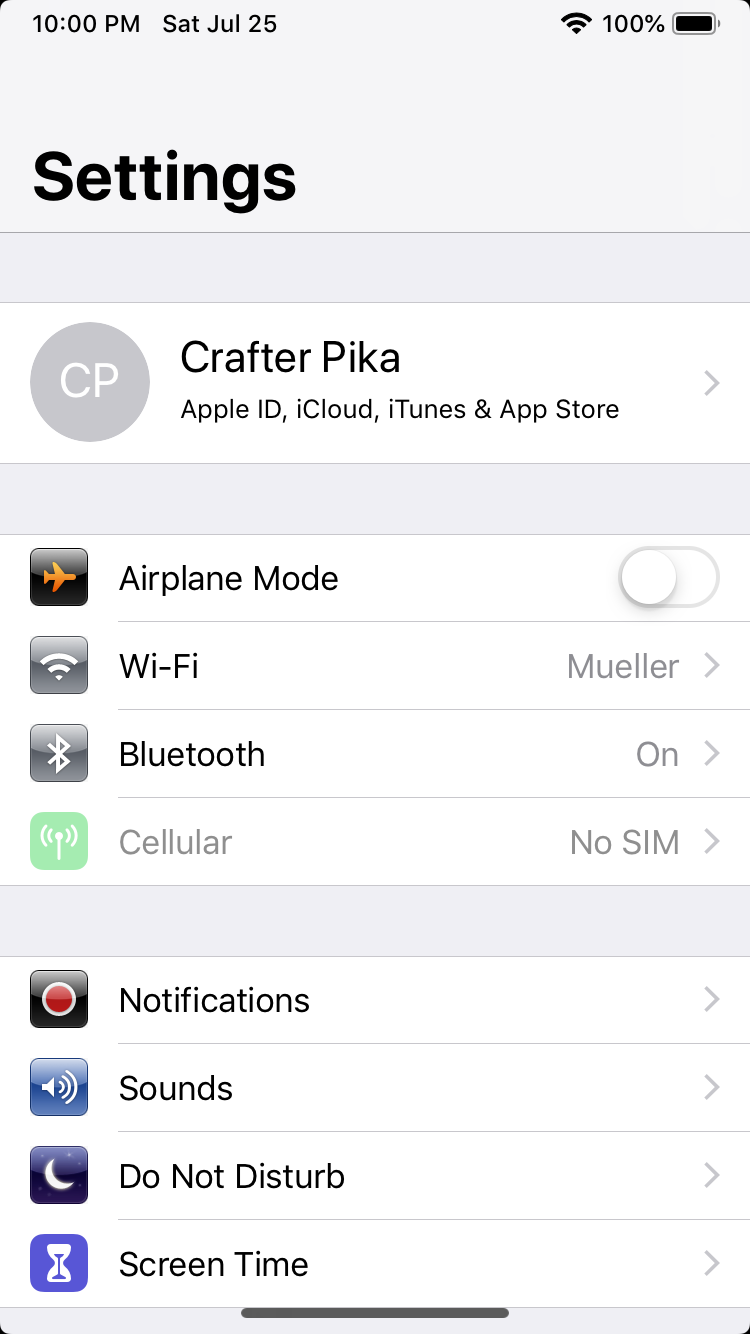 10:00 PM Sat Jul 25 100%
Settings
CP
Crafter Pika
Apple ID, iCloud, iTunes & App Store
Airplane Mode
Wi-Fi Mueller
Bluetooth On
Cellular No SIM
Notifications
Sounds
Do Not Disturb
Screen Time